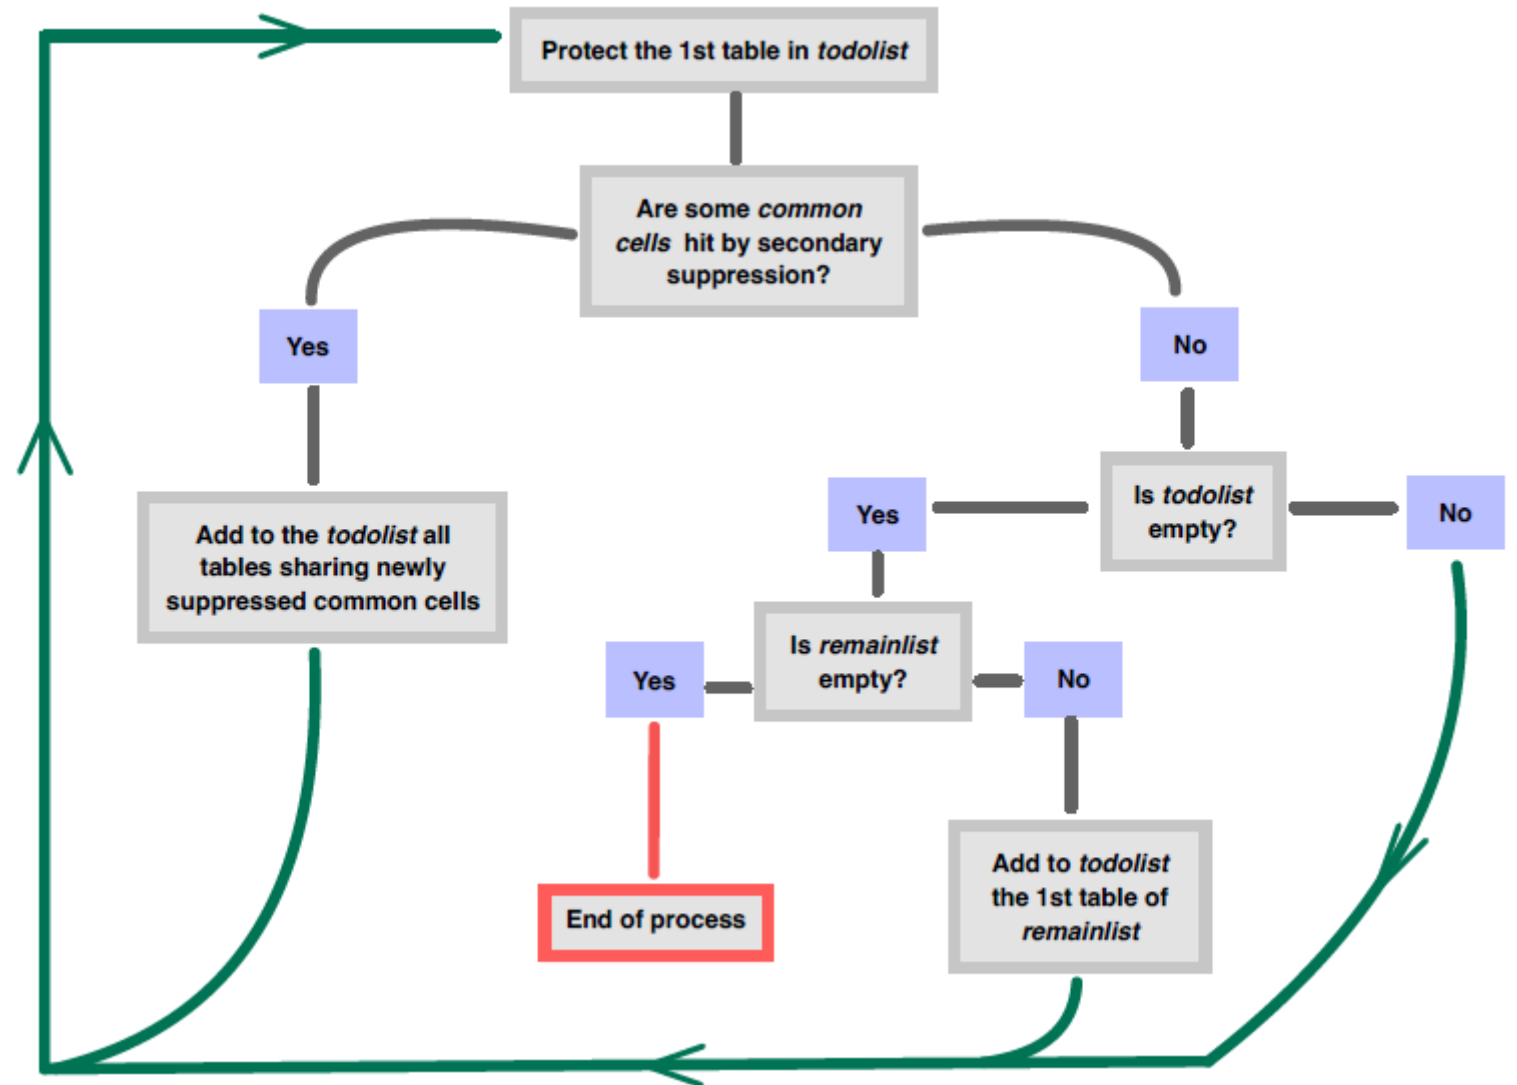 Protect the 1st table in todolist
Are some common
cells hit by secondary
suppression?
Yes
No
Add to the todolist all
tables sharing newly
suppressed common cells
Yes
Is todolist
empty?
No
Yes
Is remainlist
empty?
No
End of process
Add to todolist
the 1st table of
remainlist